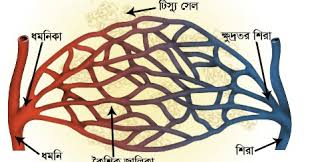 টিস্যু সেল
ধমনিকা
ক্ষুদ্রতর শিরা
ধমনি
কৈশিক জালিকা
শিরা